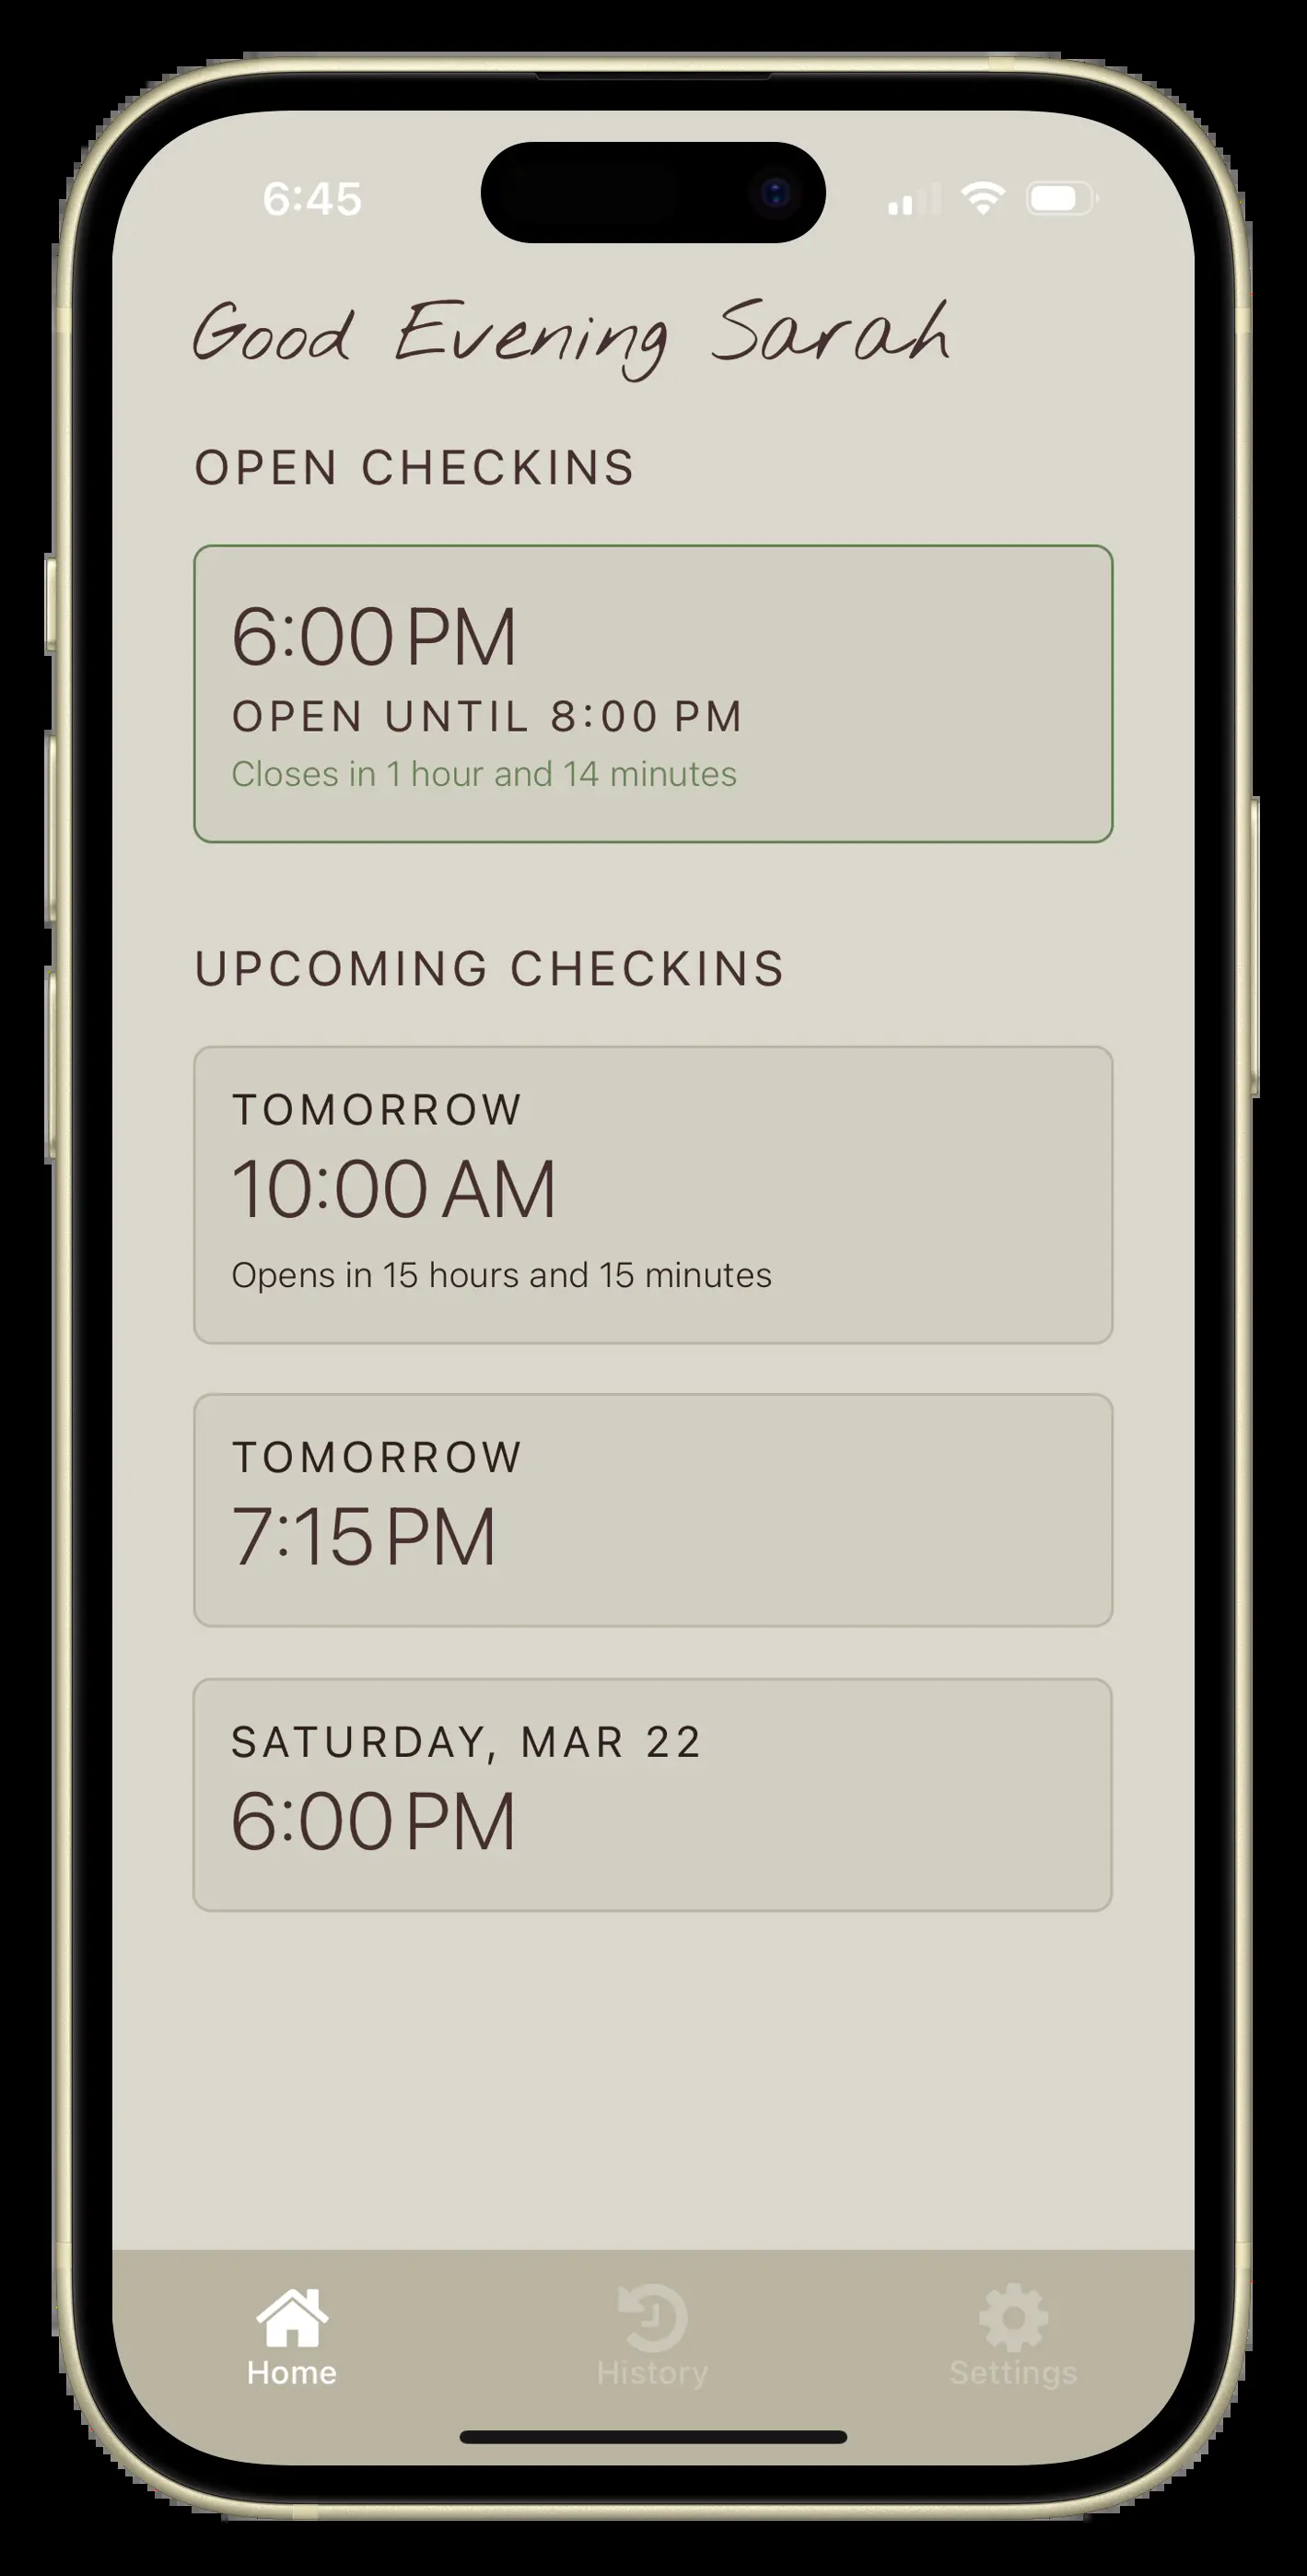 6:45
Good Evening Sarah
OPEN CHECKINS
6:00 PM
OPEN UNTIL 8:00 PM
Closes in 1 hour and 14 minutes
UPCOMING CHECKINS
TOMORROW
10:00 AM
Opens in 15 hours and 15 minutes
TOMORROW
7:15 PM
SATURDAY, MAR 22
6:00 PM
Home History Settings